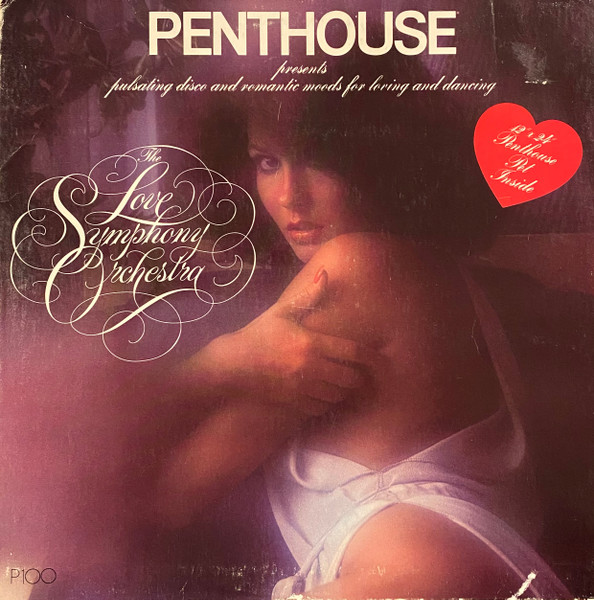 PENTHOUSE
presents
pulsating disco and romantic moods for loving and dancing
12" x 24"
Penthouse
Pet
Inside
The
Love
Symphony
Orchestra
P100